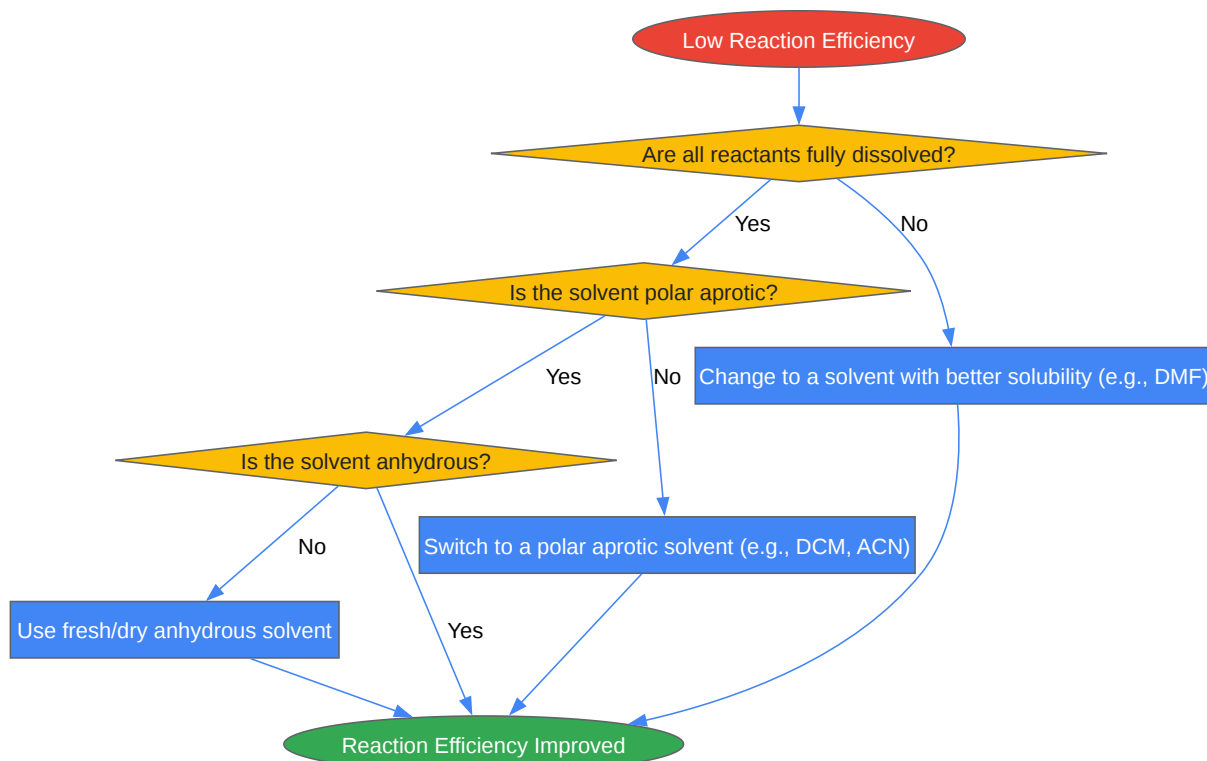 Low Reaction Efficiency
Are all reactants fully dissolved?
Yes
No
Is the solvent polar aprotic?
Yes
No
Change to a solvent with better solubility (e.g., DMF)
Is the solvent anhydrous?
No
Switch to a polar aprotic solvent (e.g., DCM, ACN)
Use fresh/dry anhydrous solvent
Yes
Reaction Efficiency Improved